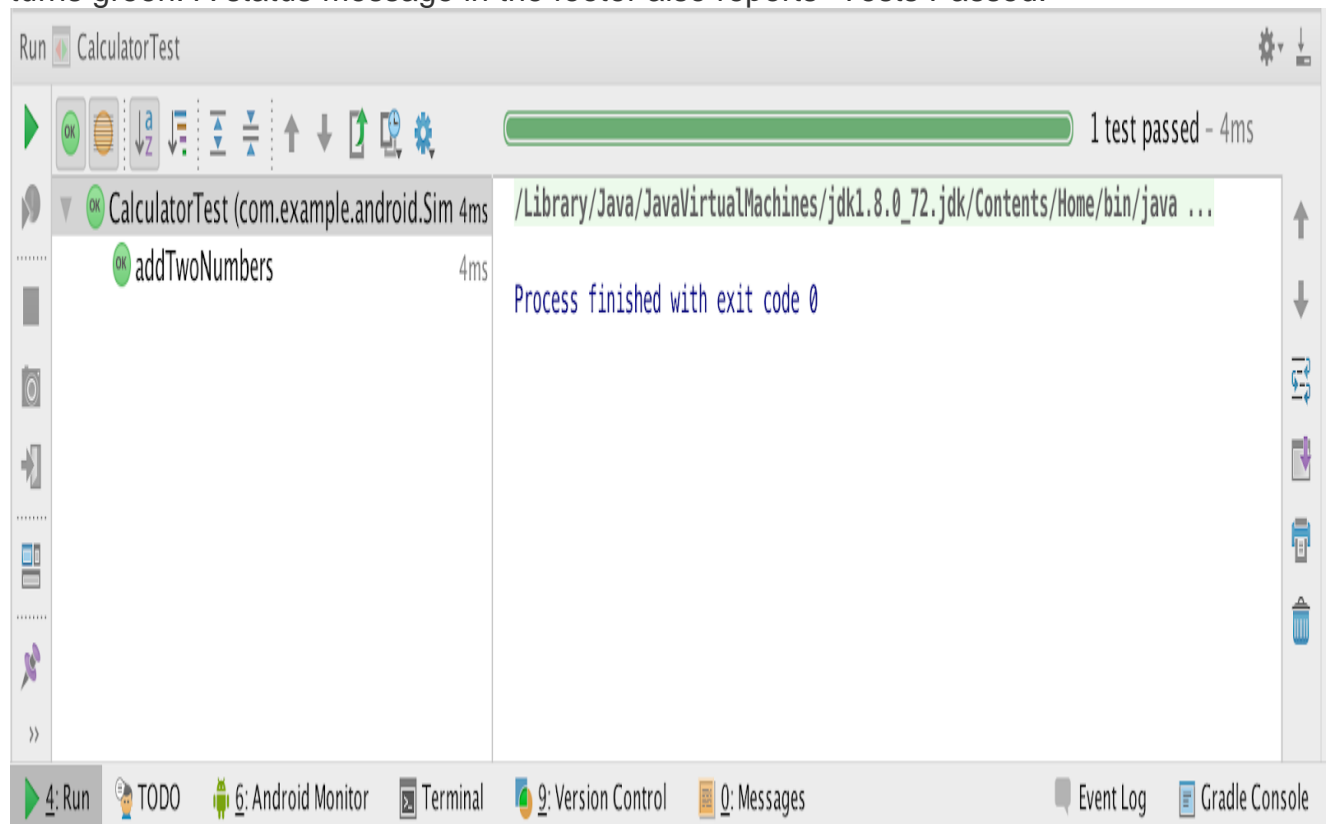 Run CalculatorTest
OK
1 test passed – 4ms
CalculatorTest (com.example.android.Sim 4ms
OK addTwoNumbers 4ms
/Library/Java/JavaVirtualMachines/jdk1.8.0_72.jdk/Contents/Home/bin/java ...
Process finished with exit code 0
4: Run TODO 6: Android Monitor Terminal 9: Version Control 0: Messages Event Log Gradle Console